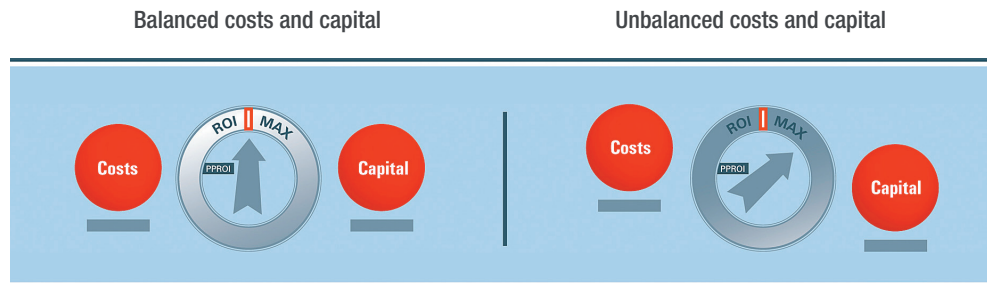 Balanced costs and capital
Unbalanced costs and capital
ROI MAX
PPROI
Costs
Capital
ROI MAX
PPROI
Costs
Capital